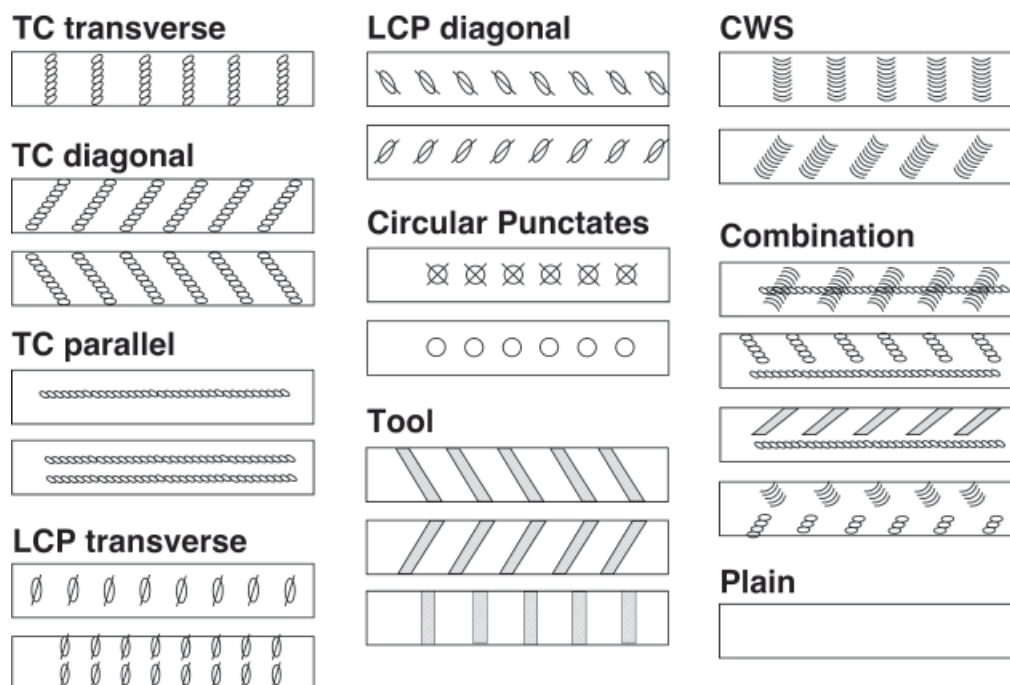 TC transverse
TC diagonal
TC parallel
LCP transverse
LCP diagonal
Circular Punctates
Tool
CWS
Combination
Plain